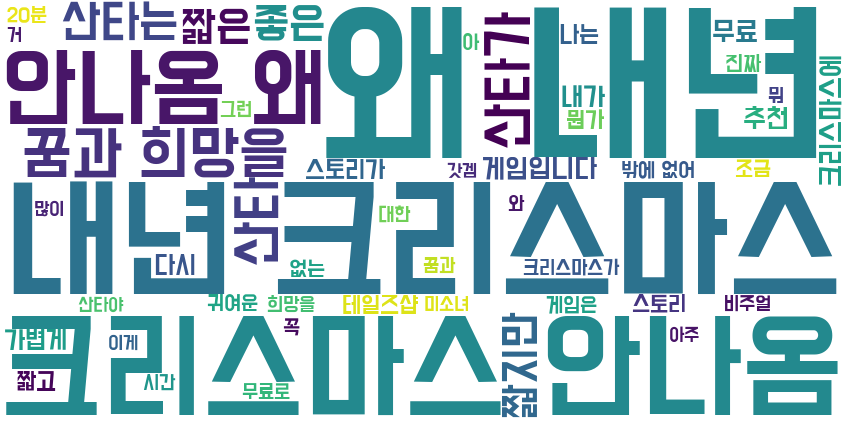 20분 산타는 짧은 좋은 왜 내년 산타가 나는 무료
거 아 진짜
안나옴 왜 내가 뭐 크리스마스에
그런 뭔가 추천
꿈과 희망을 스토리가 갓겜 게임입니다 밖에 없어 조금
내년 산타 크리스마스
많이 대한 와
다시 없는 꿈과 크리스마스가
산타야 귀여운 희망을 테일즈샵 미소녀 게임은 스토리 비주얼
가볍게 이게 꼭 크리스마스 짧지만 안나옴 아주
짧고 시간 무료로